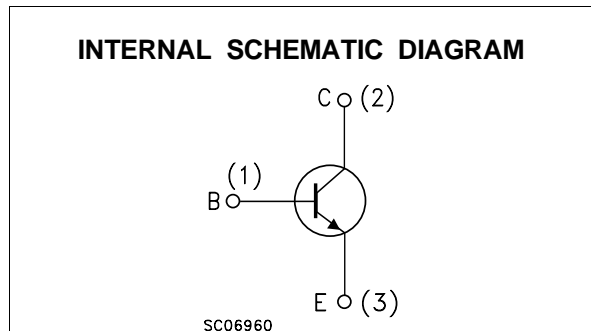 INTERNAL SCHEMATIC DIAGRAM
C (2)
(1)
B
E (3)
SC06960